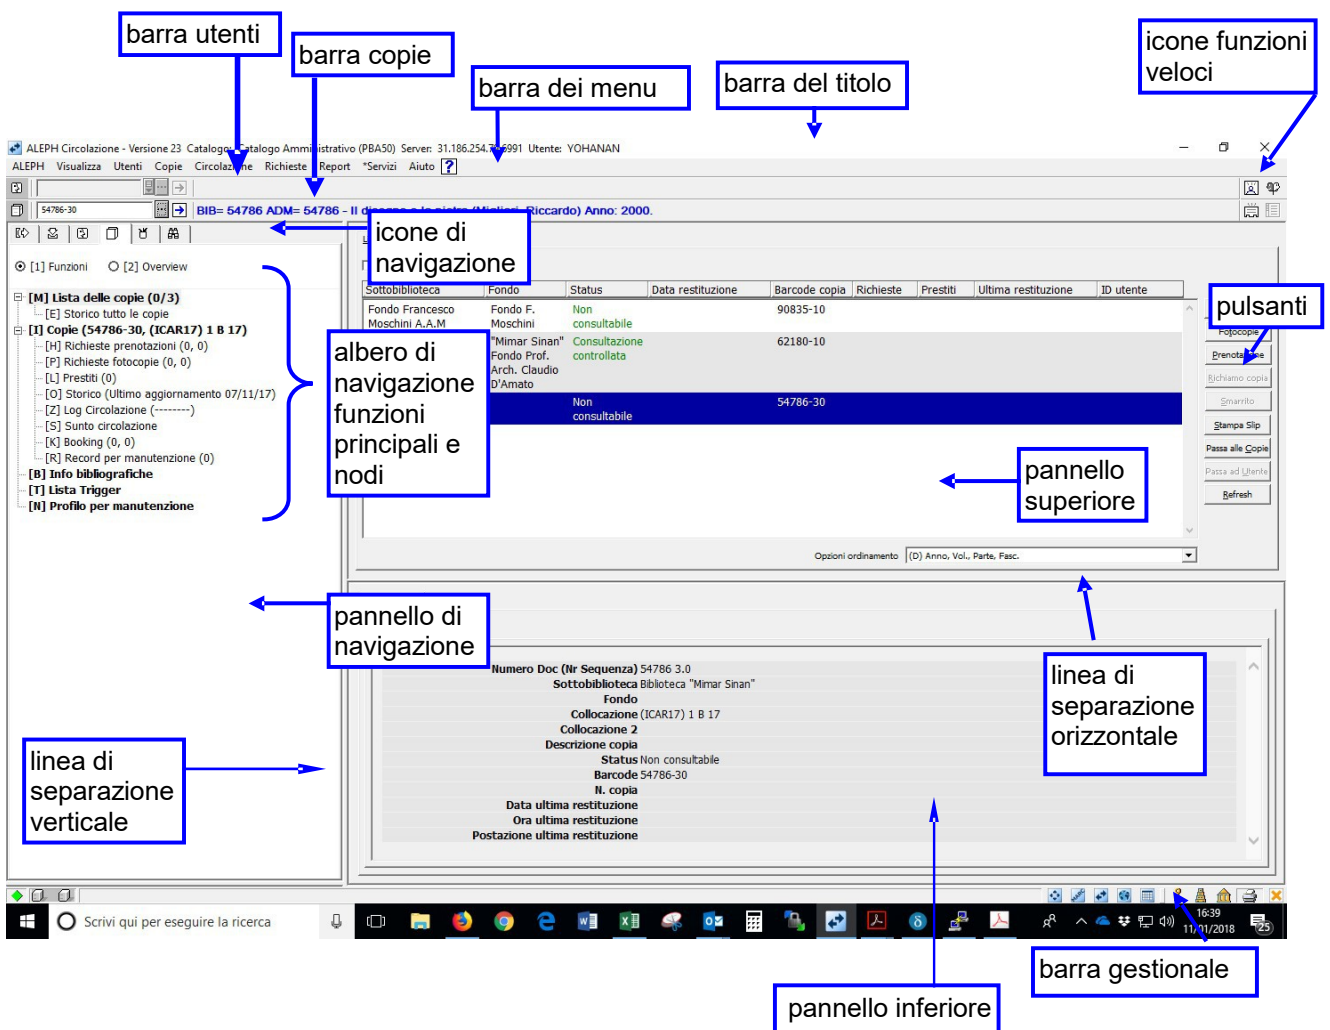 barra utenti
barra copie
barra dei menu
barra del titolo
icone funzioni
veloci
ALEPH Circolazione - Versione 23 Catalogo: Catalogo Amministrativo (PBA50) Server: 31.186.254.7 6991 Utente: YOHANAN
ALEPH Visualizza Utenti Copie Circolazione Richieste Report *Servizi Aiuto ?
54786-30
BIB= 54786 ADM= 54786 - Il disegno e la pietra (Migliari, Riccardo) Anno: 2000.
icone di
navigazione
[1] Funzioni [2] Overview
[M] Lista delle copie (0/3)
[E] Storico tutto le copie
[I] Copie (54786-30, (ICAR17) 1 B 17)
[H] Richieste prenotazioni (0, 0)
[P] Richieste fotocopie (0, 0)
[L] Prestiti (0)
[O] Storico (Ultimo aggiornamento 07/11/17)
[Z] Log Circolazione (--------)
[S] Sunto circolazione
[K] Booking (0, 0)
[R] Record per manutenzione (0)
[B] Info bibliografiche
[T] Lista Trigger
[N] Profilo per manutenzione
albero di
navigazione
funzioni
principali e
nodi
Sottobiblioteca Fondo Status Data restituzione Barcode copia Richieste Prestiti Ultima restituzione ID utente
Fondo Francesco Fondo F. Non 90835-10
Moschini A.A.M Moschini consultabile
"Mimar Sinan" Consultazione 62180-10
Fondo Prof. controllata
Arch. Claudio
D'Amato
Non 54786-30
consultabile
pulsanti
Fotocopie
Prenotazione
Richiamo copia
Smarrito
Stampa Slip
Passa alle Copie
Passa ad Utente
Refresh
pannello
superiore
Opzioni ordinamento (D) Anno, Vol., Parte, Fasc.
pannello di
navigazione
linea di
separazione
orizzontale
Numero Doc (Nr Sequenza) 54786 3.0
Sottobiblioteca Biblioteca "Mimar Sinan"
Fondo
Collocazione (ICAR17) 1 B 17
Collocazione 2
Descrizione copia
Status Non consultabile
Barcode 54786-30
N. copia
Data ultima restituzione
Ora ultima restituzione
Postazione ultima restituzione
linea di
separazione
verticale
Scrivi qui per eseguire la ricerca
16:39
11/01/2018
25
barra gestionale
pannello inferiore